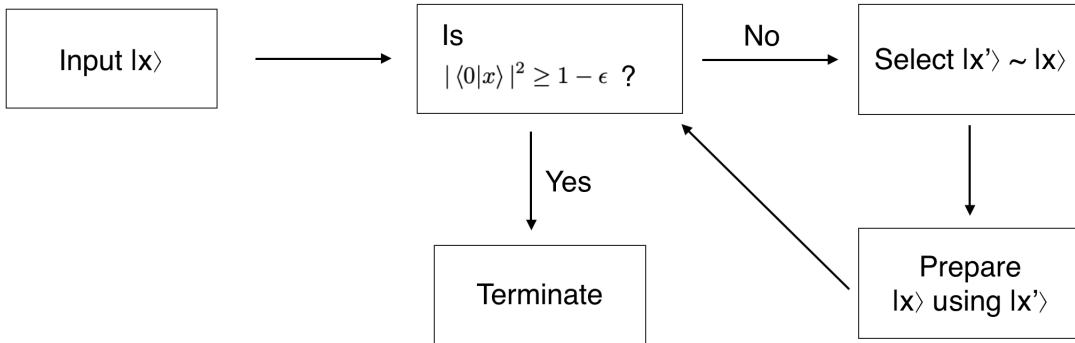 Input |x⟩
Is
| ⟨0|x⟩ |² ≥ 1 − ϵ ?
No
Select |x’⟩ ~ |x⟩
Yes
Terminate
Prepare
|x⟩ using |x’⟩